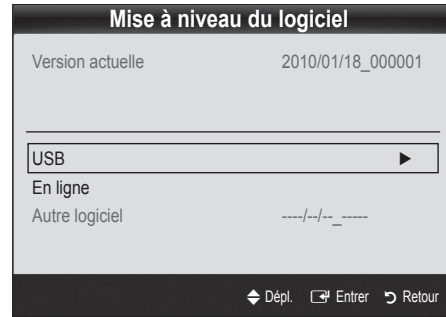 Mise à niveau du logiciel
Version actuelle 2010/01/18_000001
USB ►
En ligne
Autre logiciel ----/--/--_-----
Dépl. Entrer Retour